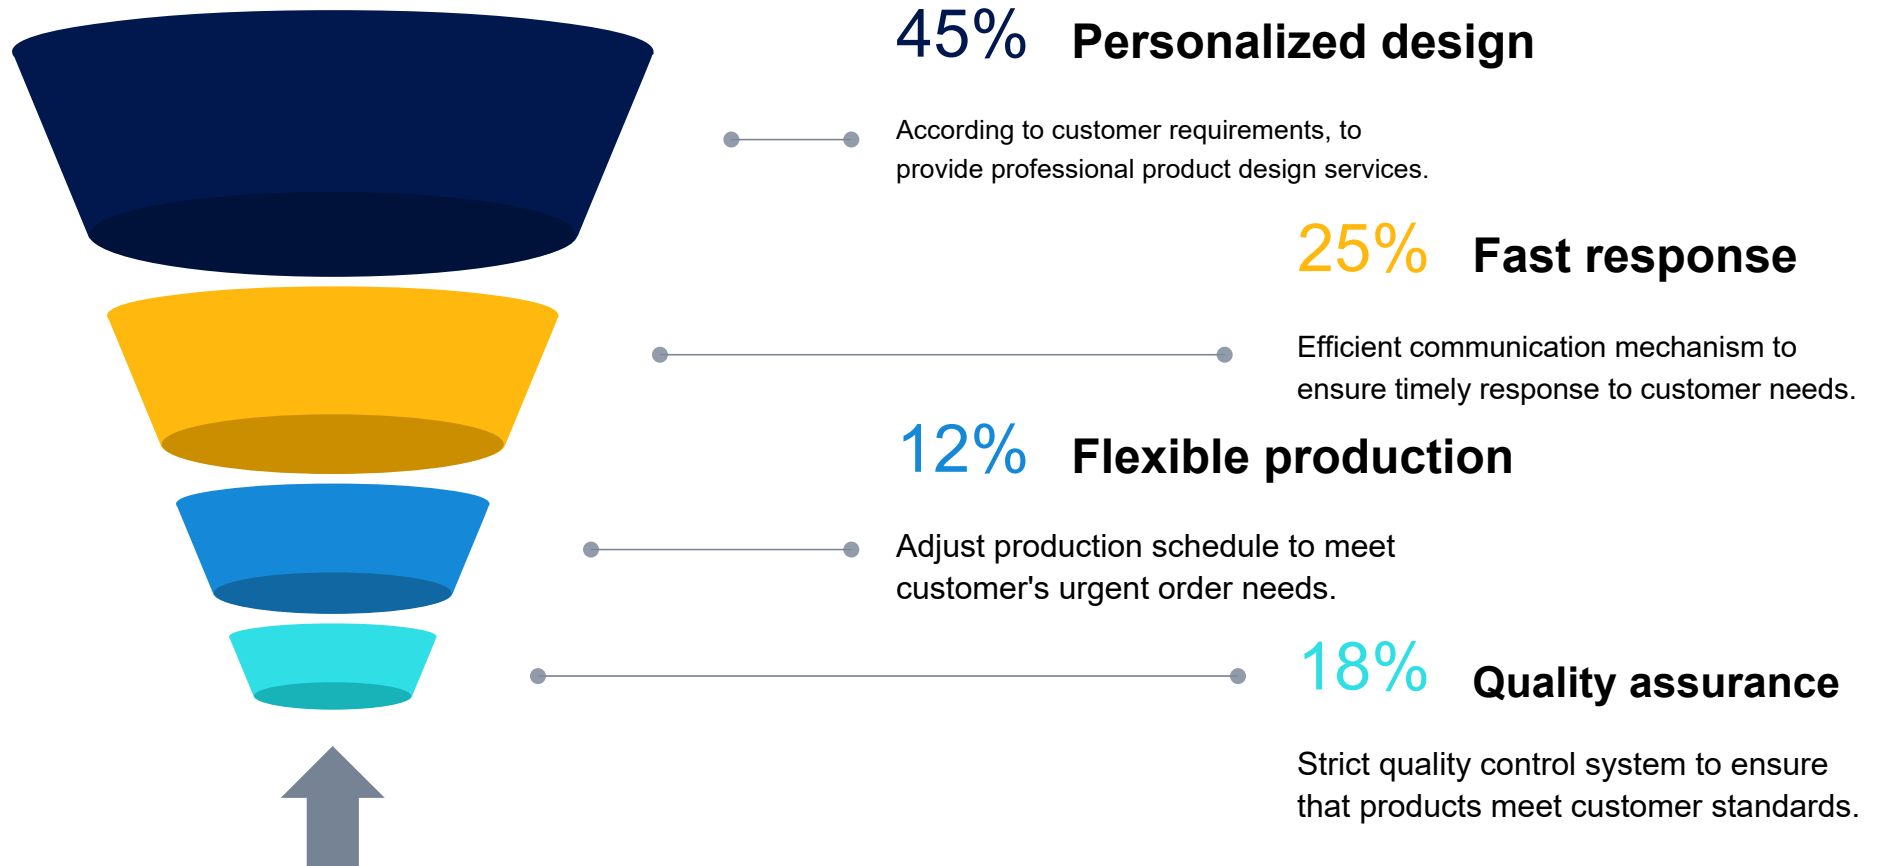 45% Personalized design
According to customer requirements, to
provide professional product design services.
25% Fast response
Efficient communication mechanism to
ensure timely response to customer needs.
12% Flexible production
Adjust production schedule to meet
customer's urgent order needs.
18% Quality assurance
Strict quality control system to ensure
that products meet customer standards.